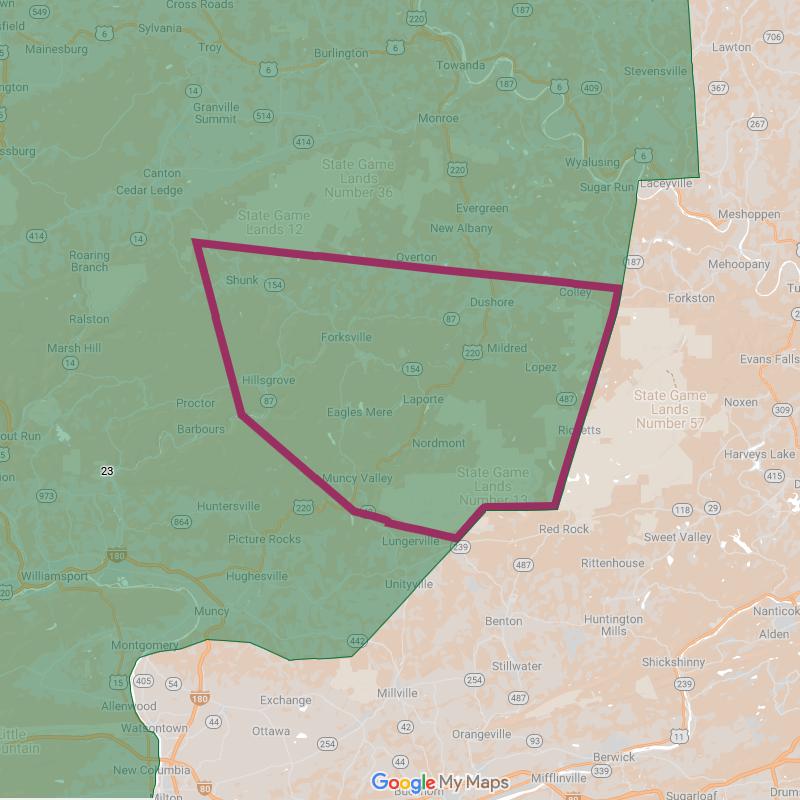 Cross Roads
549
220
706
Sylvania
6
Mainesburg
Troy
Burlington
6
Lawton
6
Towanda
Stevensville
14
187
6
409
367
Granville
Summit
514
Monroe
267
414
Wyalusing
6
State Game
Lands
Number 36
220
Canton
Cedar Ledge
Sugar Run
Laceyville
State Game
Lands 12
Evergreen
New Albany
Meshoppen
414
14
Roaring
Branch
Overton
187
Mehoopany
Shunk
154
Colley
Forkston
Dushore
Ralston
87
Forksville
Marsh Hill
14
220
Mildred
Evans Falls
154
Lopez
Hillsgrove
State Game
Lands
Number 57
Noxen
87
Laporte
487
309
Proctor
Eagles Mere
Barbours
Ricketts
out Run
Nordmont
Harveys Lake
23
State Game
Lands
Number 13
415
Muncy Valley
973
Huntersville
220
118
29
864
Red Rock
Picture Rocks
Lungerville
239
Sweet Valley
180
487
Rittenhouse
Williamsport
Hughesville
220
Unityville
Muncy
Nanticok
Benton
Huntington
Mills
Alden
Montgomery
442
Shickshinny
Stillwater
15
405
54
254
239
Millville
487
Allenwood
180
Exchange
44
42
Watsontown
Ottawa
Orangeville
11
254
93
Little
ountain
44
Berwick
New Columbia
339
Google My Maps
Mifflinville
80
Milton
80
Sugarloaf
Drum